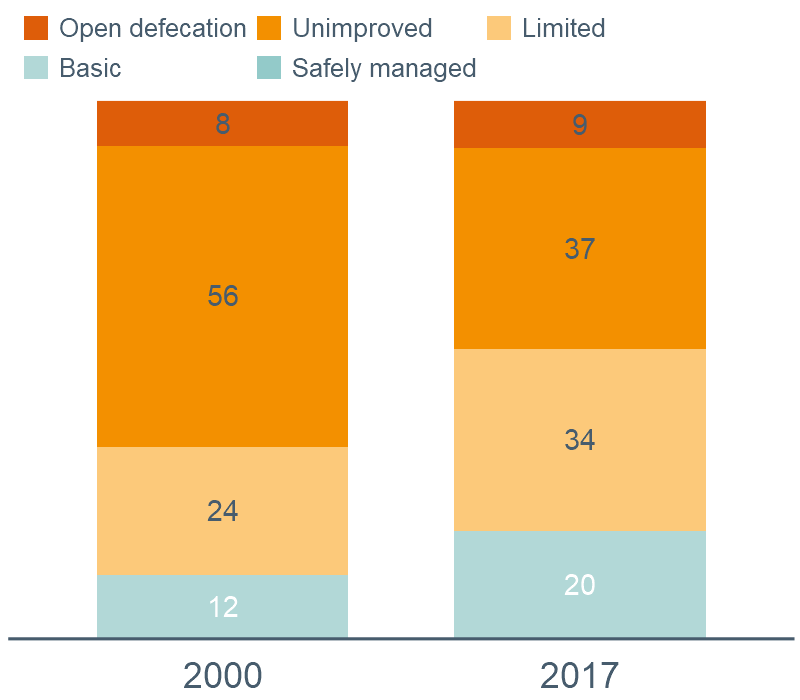 Open defecation Unimproved Limited
Basic Safely managed
8 9
56 37
24 34
12 20
2000 2017